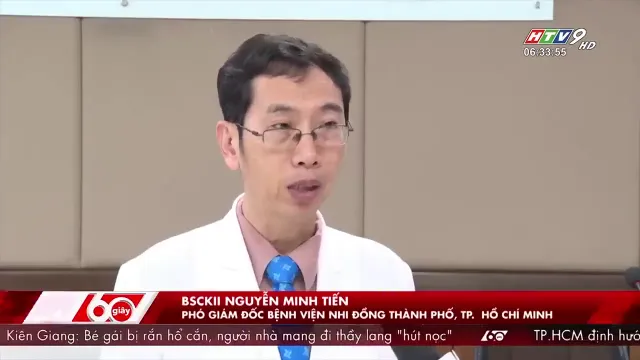 HTV9 HD
06:33:55
BSCKII NGUYỄN MINH TIẾN
PHÓ GIÁM ĐỐC BỆNH VIỆN NHI ĐỒNG THÀNH PHỐ, TP. HỒ CHÍ MINH
60 giây
Kiên Giang: Bé gái bị rắn hổ cắn, người nhà mang đi thầy lang "hút nọc"
60
TP.HCM định hướ